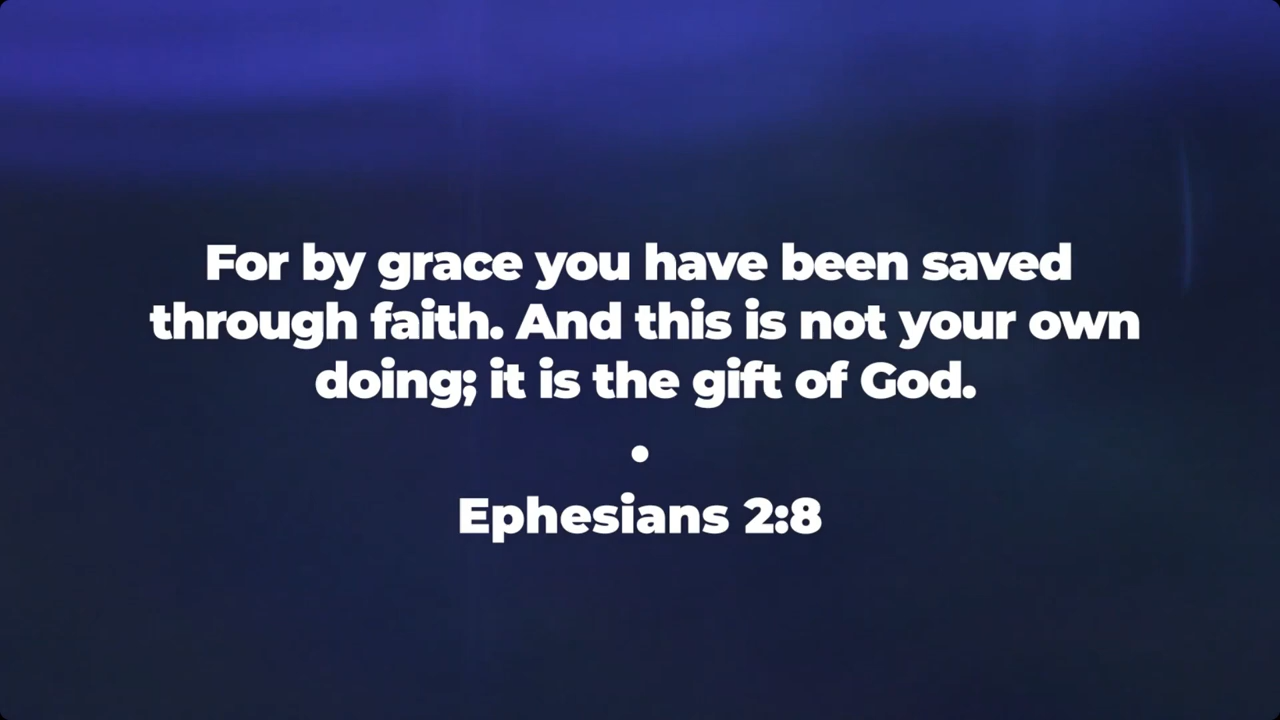 For by grace you have been saved
through faith. And this is not your own
doing; it is the gift of God.
•
Ephesians 2:8